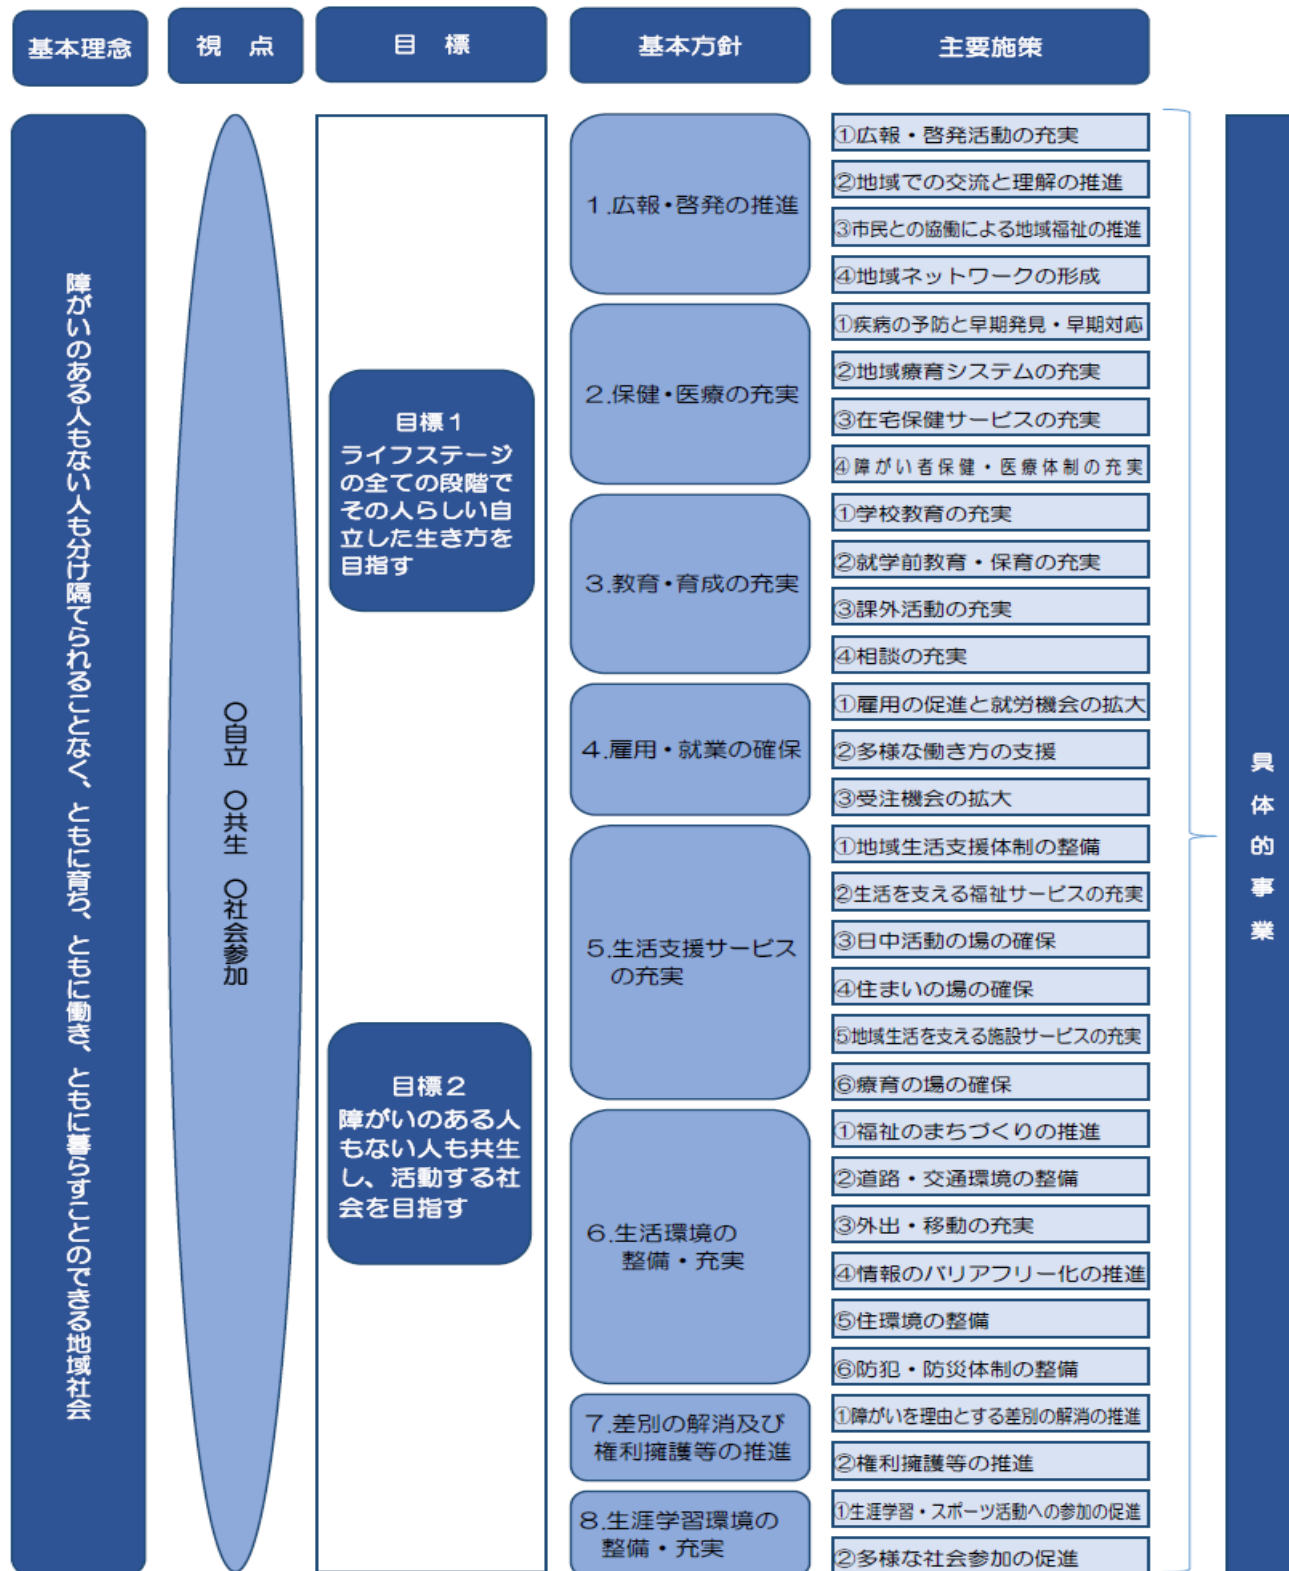 基本理念
視　点
目　標
基本方針
主要施策
障がいのある人もない人も分け隔てられることなく、ともに育ち、ともに働き、ともに暮らすことのできる地域社会
〇自立　〇共生　〇社会参加
目標１
ライフステージ
の全ての段階で
その人らしい自
立した生き方を
目指す
目標２
障がいのある人
もない人も共生
し、活動する社
会を目指す
１.広報・啓発の推進
①広報・啓発活動の充実
②地域での交流と理解の推進
③市民との協働による地域福祉の推進
④地域ネットワークの形成
２.保健・医療の充実
①疾病の予防と早期発見・早期対応
②地域療育システムの充実
③在宅保健サービスの充実
④障がい者保健・医療体制の充実
３.教育・育成の充実
①学校教育の充実
②就学前教育・保育の充実
③課外活動の充実
④相談の充実
４.雇用・就業の確保
①雇用の促進と就労機会の拡大
②多様な働き方の支援
③受注機会の拡大
５.生活支援サービス
の充実
①地域生活支援体制の整備
②生活を支える福祉サービスの充実
③日中活動の場の確保
④住まいの場の確保
⑤地域生活を支える施設サービスの充実
⑥療育の場の確保
６.生活環境の
整備・充実
①福祉のまちづくりの推進
②道路・交通環境の整備
③外出・移動の充実
④情報のバリアフリー化の推進
⑤住環境の整備
⑥防犯・防災体制の整備
７.差別の解消及び
権利擁護等の推進
①障がいを理由とする差別の解消の推進
②権利擁護等の推進
８.生涯学習環境の
整備・充実
①生涯学習・スポーツ活動への参加の促進
②多様な社会参加の促進
具体的事業